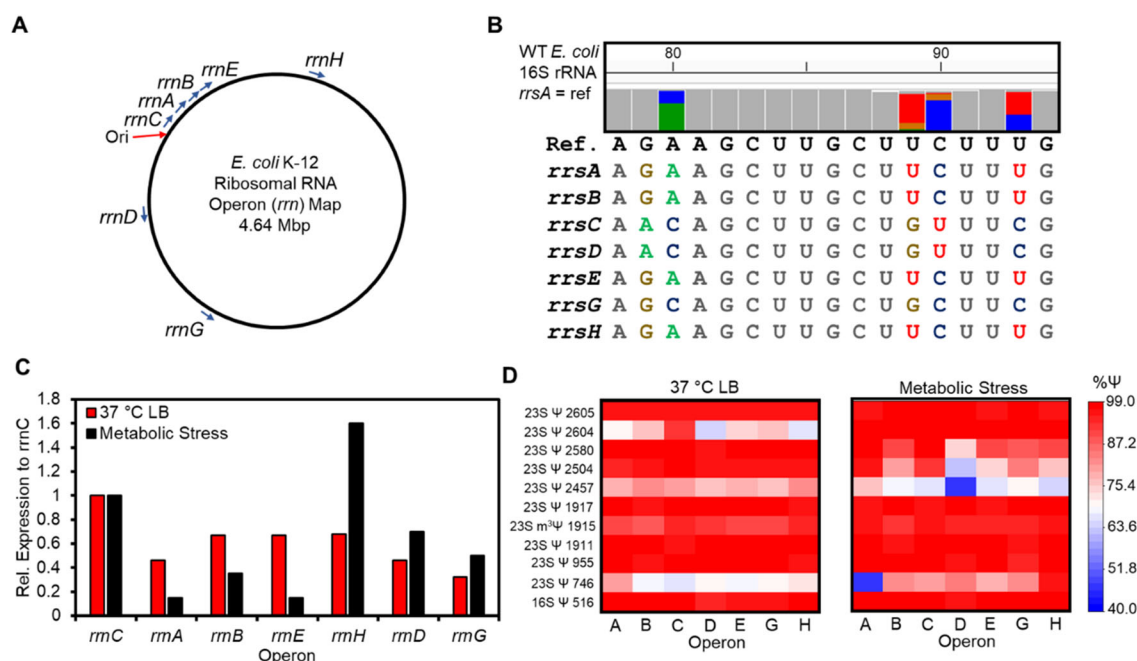 A
rrnH
rrnE
rrnB
rrnA
rrnC
Ori
E. coli K-12
Ribosomal RNA
Operon (rrn) Map
4.64 Mbp
rrnD
rrnG
B
WT E. coli
16S rRNA
rrsA = ref
80 90
Ref. A G A A G C U U G C U U C U U U G
rrsA A G A A G C U U G C U U C U U U G
rrsB A G A A G C U U G C U U C U U U G
rrsC A A C A G C U U G C U G U U U C G
rrsD A A C A G C U U G C U G U U U C G
rrsE A G A A G C U U G C U U C U U U G
rrsG A G C A G C U U G C U G C U U C G
rrsH A G A A G C U U G C U U C U U U G
C
Rel. Expression to rrnC
1.8
1.6
1.4
1.2
1
0.8
0.6
0.4
0.2
0
37 °C LB
Metabolic Stress
rrnC rrnA rrnB rrnE rrnH rrnD rrnG
Operon
D
37 °C LB Metabolic Stress
23S Ψ 2605
23S Ψ 2604
23S Ψ 2580
23S Ψ 2504
23S Ψ 2457
23S Ψ 1917
23S m³Ψ 1915
23S Ψ 1911
23S Ψ 955
23S Ψ 746
16S Ψ 516
A B C D E G H
Operon
A B C D E G H
Operon
%Ψ
99.0
87.2
75.4
63.6
51.8
40.0